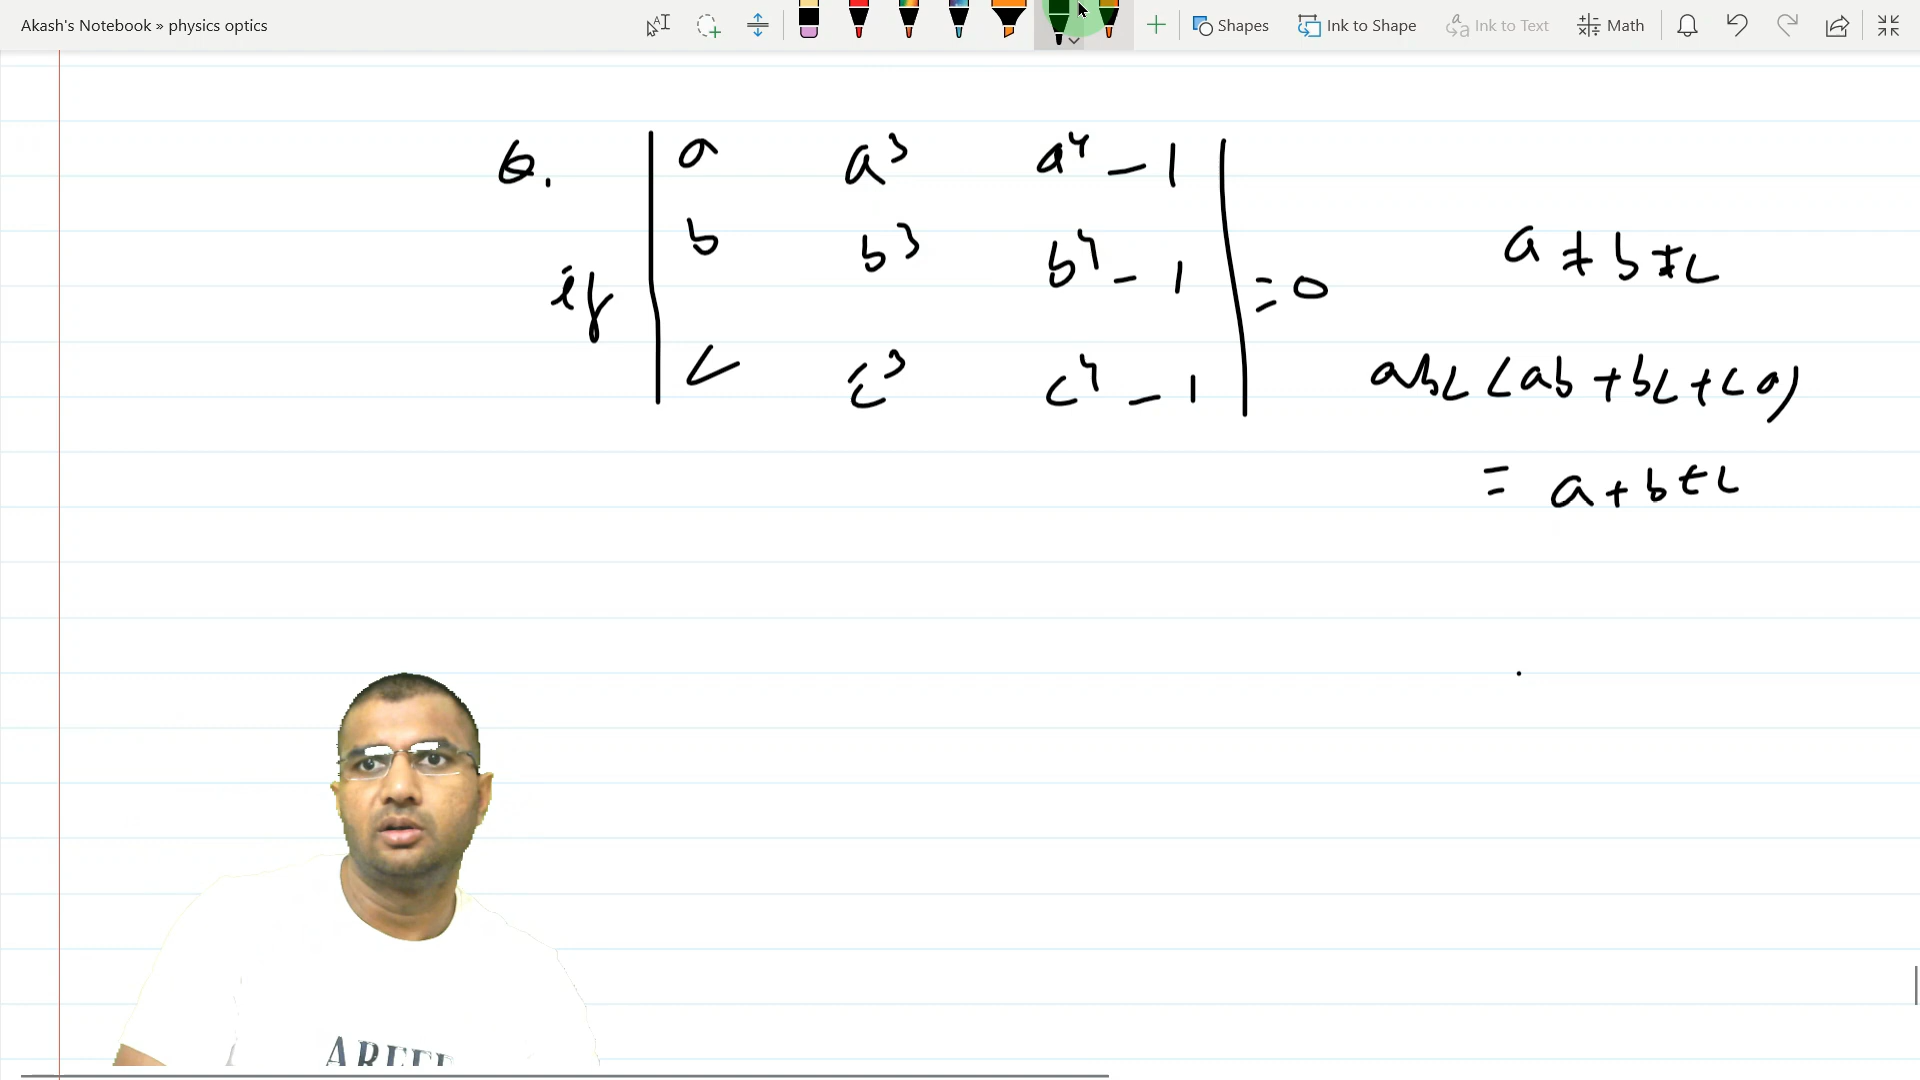 Akash's Notebook » physics optics
Shapes
Ink to Shape
Ink to Text
Math
Q.
if
a a³ a⁴ - 1
b b³ b⁴ - 1
c c³ c⁴ - 1
= 0
a ≠ b ≠ c
abc (ab + bc + ca)
= a + b + c